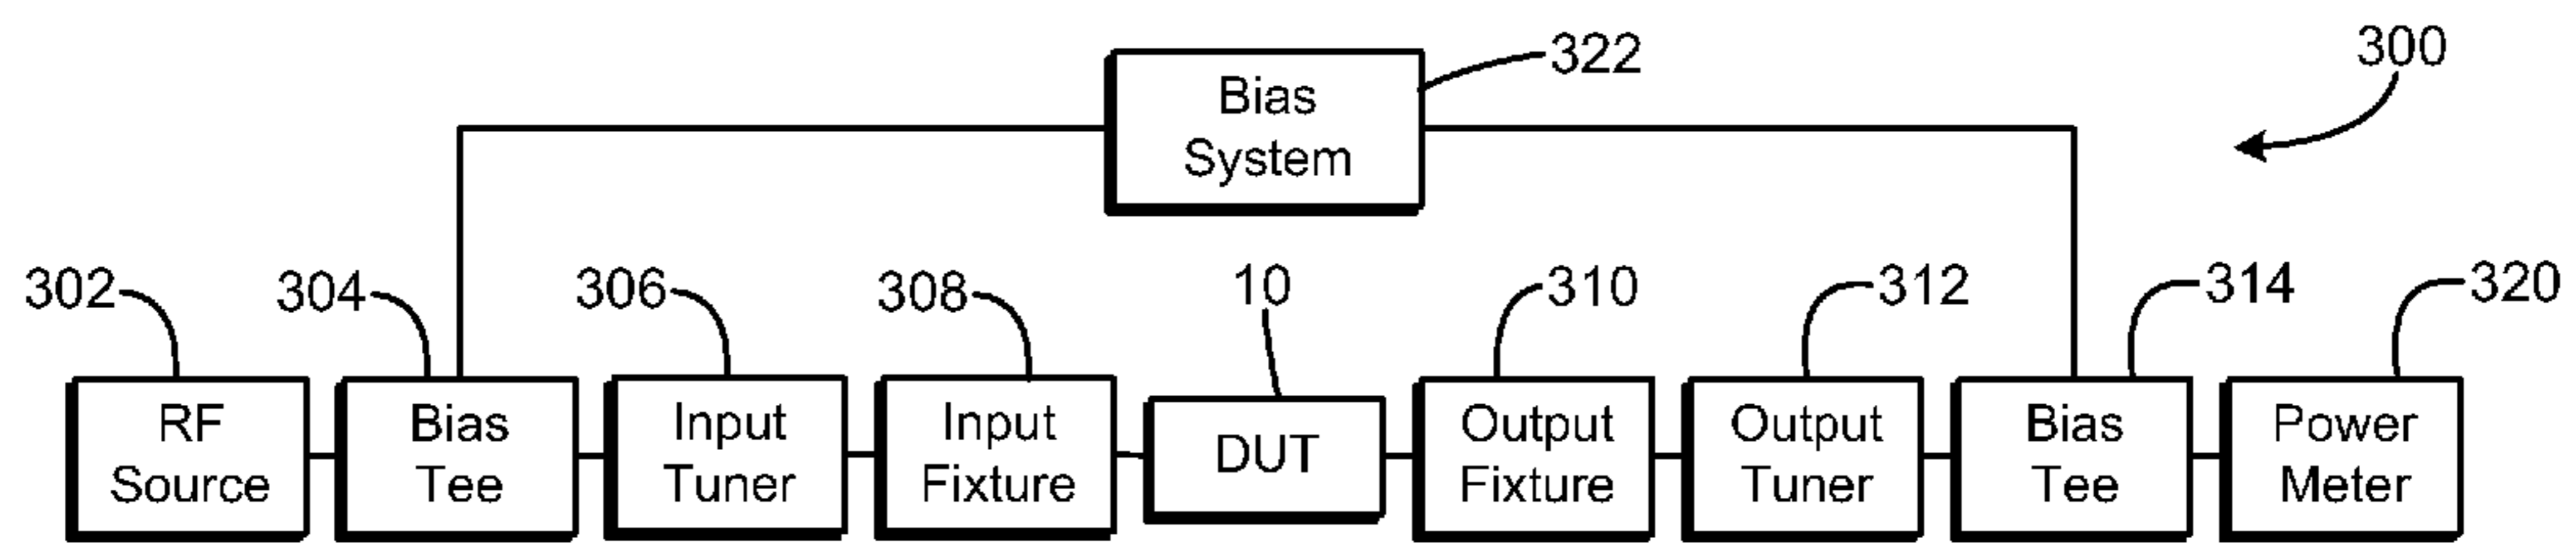 322
300
Bias
System
302
304
306
308
10
310
312
314
320
RF
Source
Bias
Tee
Input
Tuner
Input
Fixture
DUT
Output
Fixture
Output
Tuner
Bias
Tee
Power
Meter